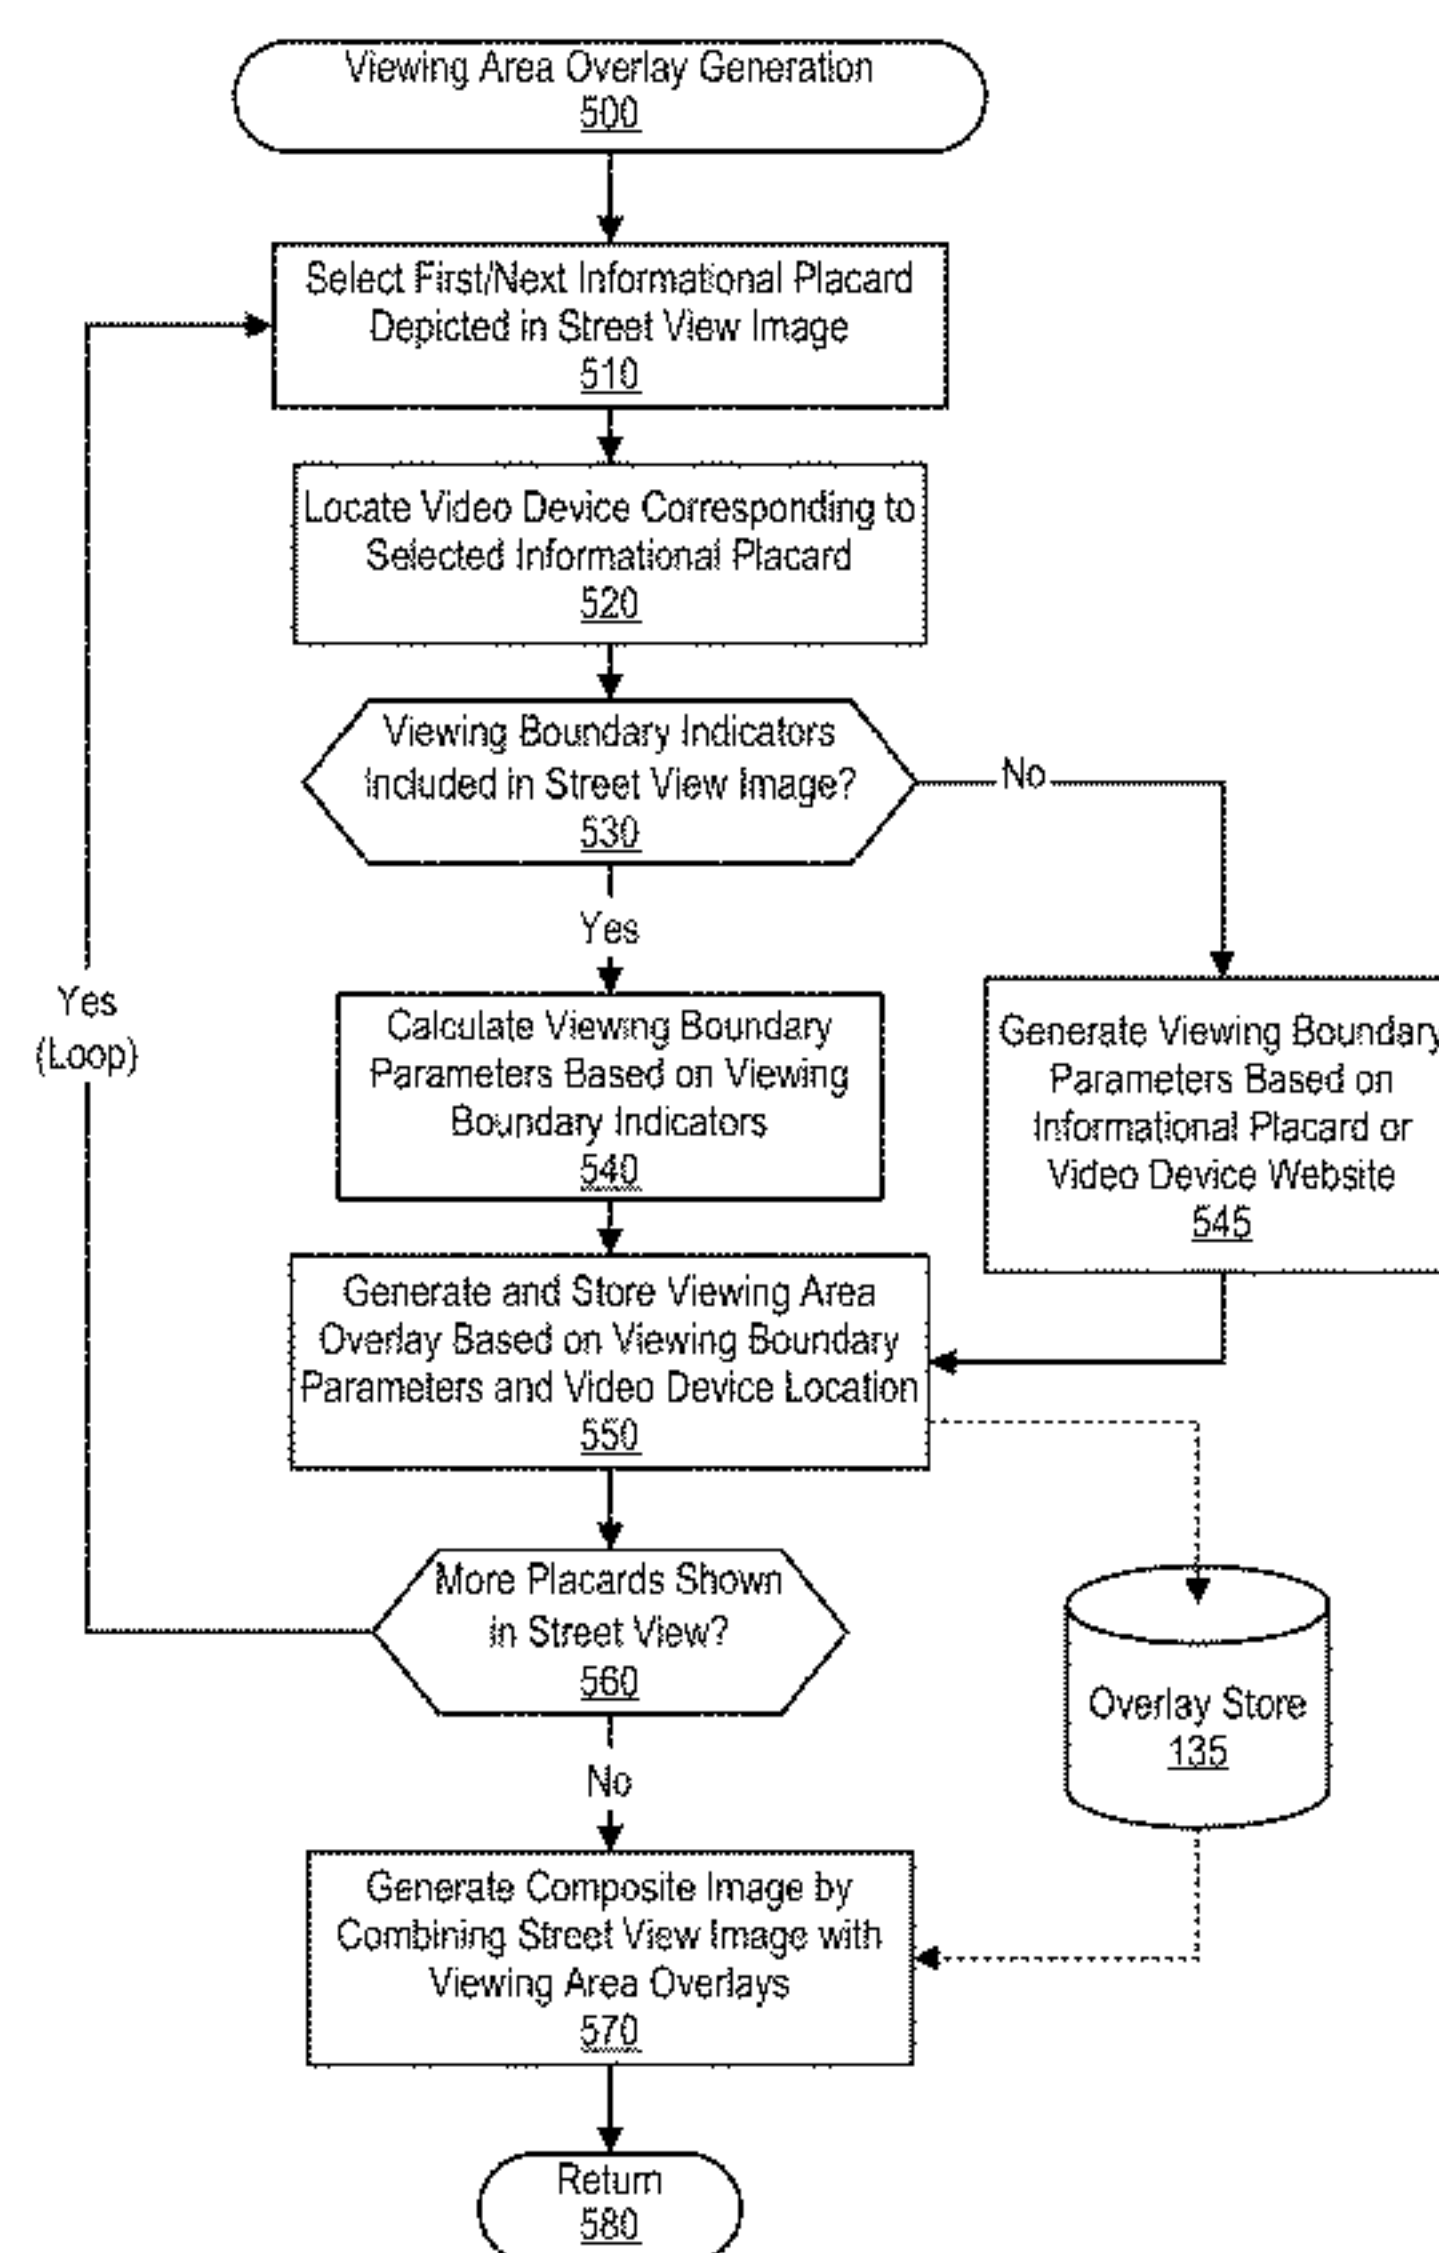 Viewing Area Overlay Generation
500
Select First/Next Informational Placard
Depicted in Street View Image
510
Locate Video Device Corresponding to
Selected Informational Placard
520
Viewing Boundary Indicators
Included in Street View Image?
530
No
Yes
Calculate Viewing Boundary
Parameters Based on Viewing
Boundary Indicators
540
Generate Viewing Boundary
Parameters Based on
Informational Placard or
Video Device Website
545
Yes
(Loop)
Generate and Store Viewing Area
Overlay Based on Viewing Boundary
Parameters and Video Device Location
550
More Placards Shown
in Street View?
560
Overlay Store
135
No
Generate Composite Image by
Combining Street View Image with
Viewing Area Overlays
570
Return
580